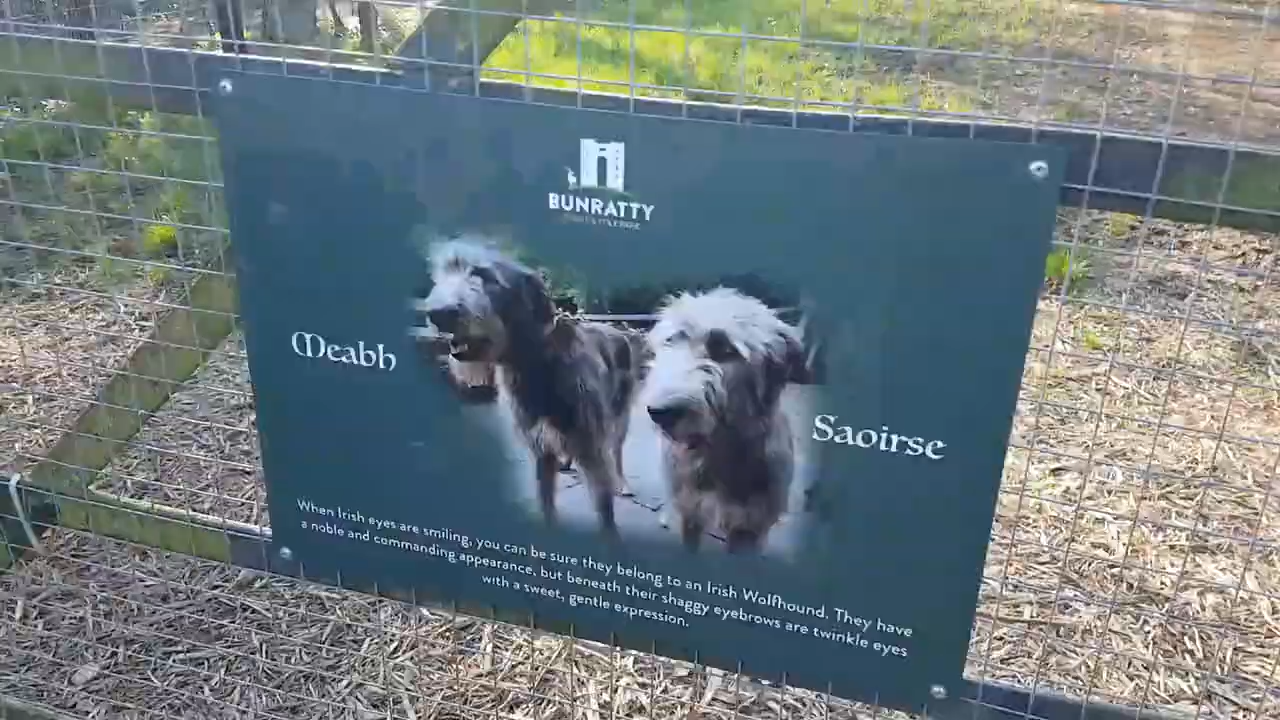 BUNRATTY
Meabh
Saoirse
When Irish eyes are smiling, you can be sure they belong to an Irish Wolfhound. They have
a noble and commanding appearance, but beneath their shaggy eyebrows are twinkle eyes
with a sweet, gentle expression.